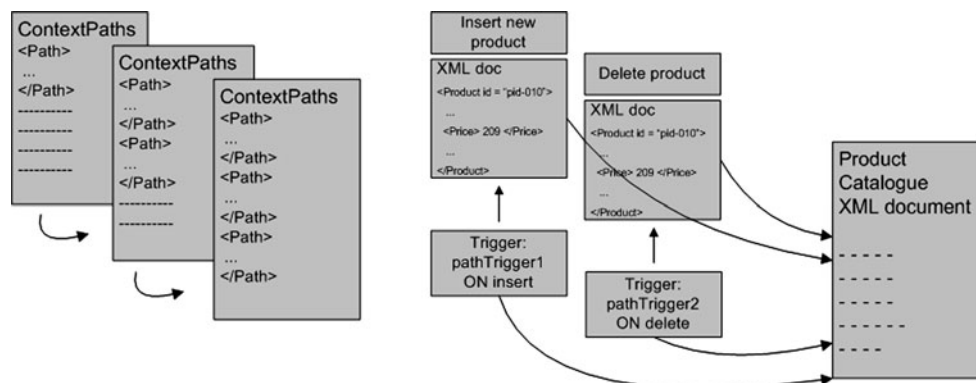 ContextPaths
<Path>
...
</Path>
-----------
-----------
-----------
-----------
ContextPaths
<Path>
...
</Path>
<Path>
...
</Path>
-----------
-----------
ContextPaths
<Path>
...
</Path>
<Path>
...
</Path>
<Path>
...
</Path>
Insert new
product
XML doc
<Product id = "pid-010">
...
<Price> 209 </Price>
...
</Product>
Trigger:
pathTrigger1
ON insert
Delete product
XML doc
<Product id = "pid-010">
...
<Price> 209 </Price>
...
</Product>
Trigger:
pathTrigger2
ON delete
Product
Catalogue
XML document
- - - - -
- - - - -
- - - - -
- - - - - -
- - - -